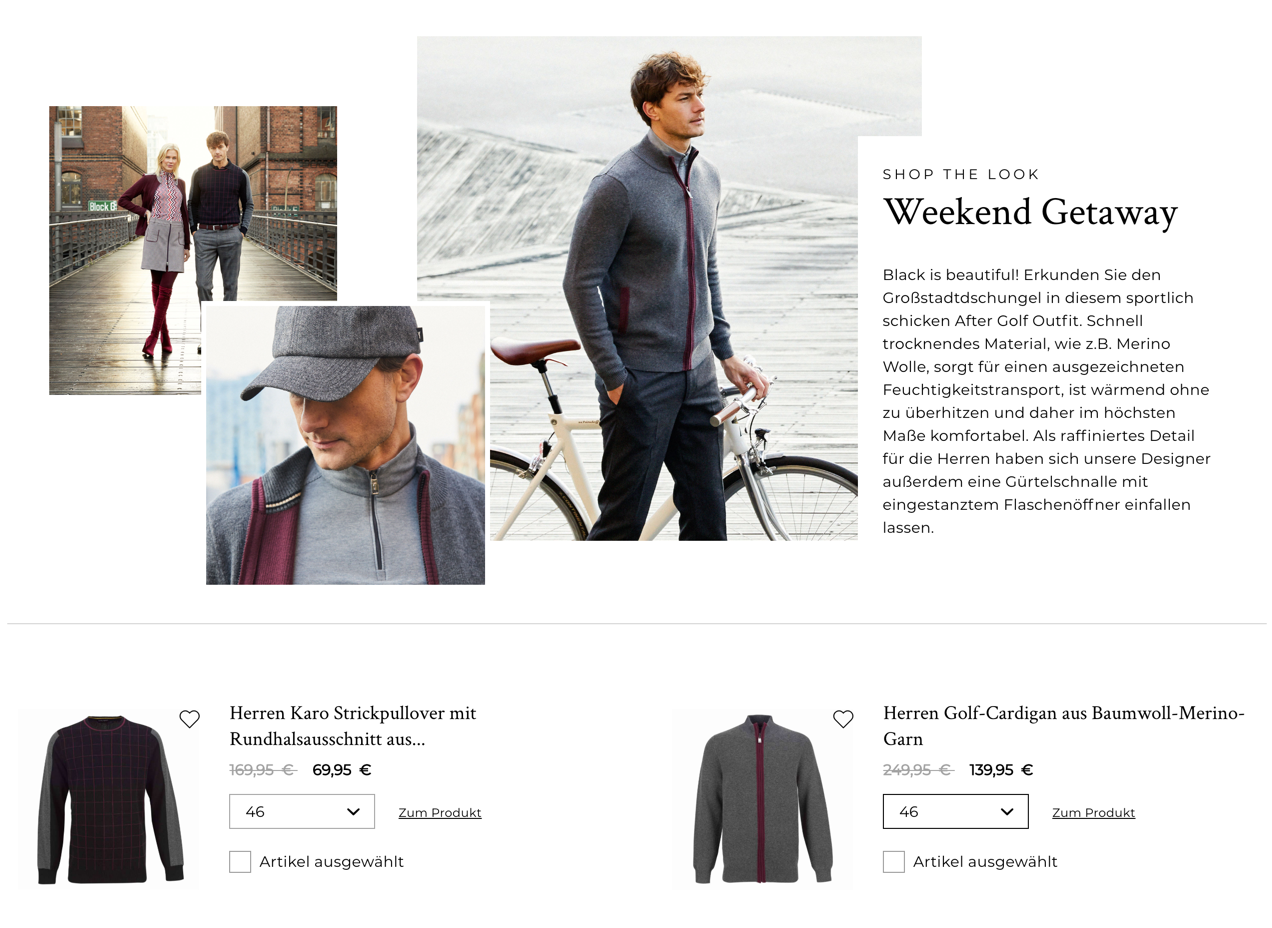 Block B
SHOP THE LOOK
Weekend Getaway
Black is beautiful! Erkunden Sie den
Großstadtdschungel in diesem sportlich
schicken After Golf Outfit. Schnell
trocknendes Material, wie z.B. Merino
Wolle, sorgt für einen ausgezeichneten
Feuchtigkeitstransport, ist wärmend ohne
zu überhitzen und daher im höchsten
Maße komfortabel. Als raffiniertes Detail
für die Herren haben sich unsere Designer
außerdem eine Gürtelschnalle mit
eingestanztem Flaschenöffner einfallen
lassen.
Herren Karo Strickpullover mit
Rundhalsausschnitt aus...
169,95 € 69,95 €
46
Zum Produkt
Artikel ausgewählt
Herren Golf-Cardigan aus Baumwoll-Merino-
Garn
249,95 € 139,95 €
46
Zum Produkt
Artikel ausgewählt